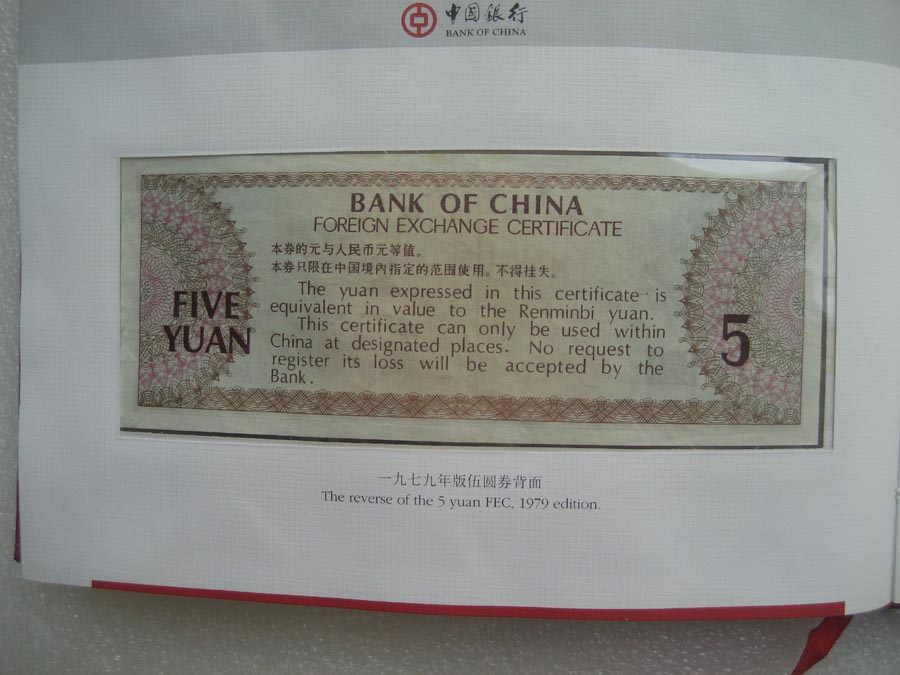 中国银行
BANK OF CHINA
BANK OF CHINA
FOREIGN EXCHANGE CERTIFICATE
本券的元与人民币元等值。
本券只限在中国境内指定的范围使用。不得挂失。
The yuan expressed in this certificate is
equivalent in value to the Renminbi yuan.
This certificate can only be used within
China at designated places. No request to
register its loss will be accepted by the
Bank.
FIVE
YUAN
5
一九七九年版伍圆券背面
The reverse of the 5 yuan FEC, 1979 edition.